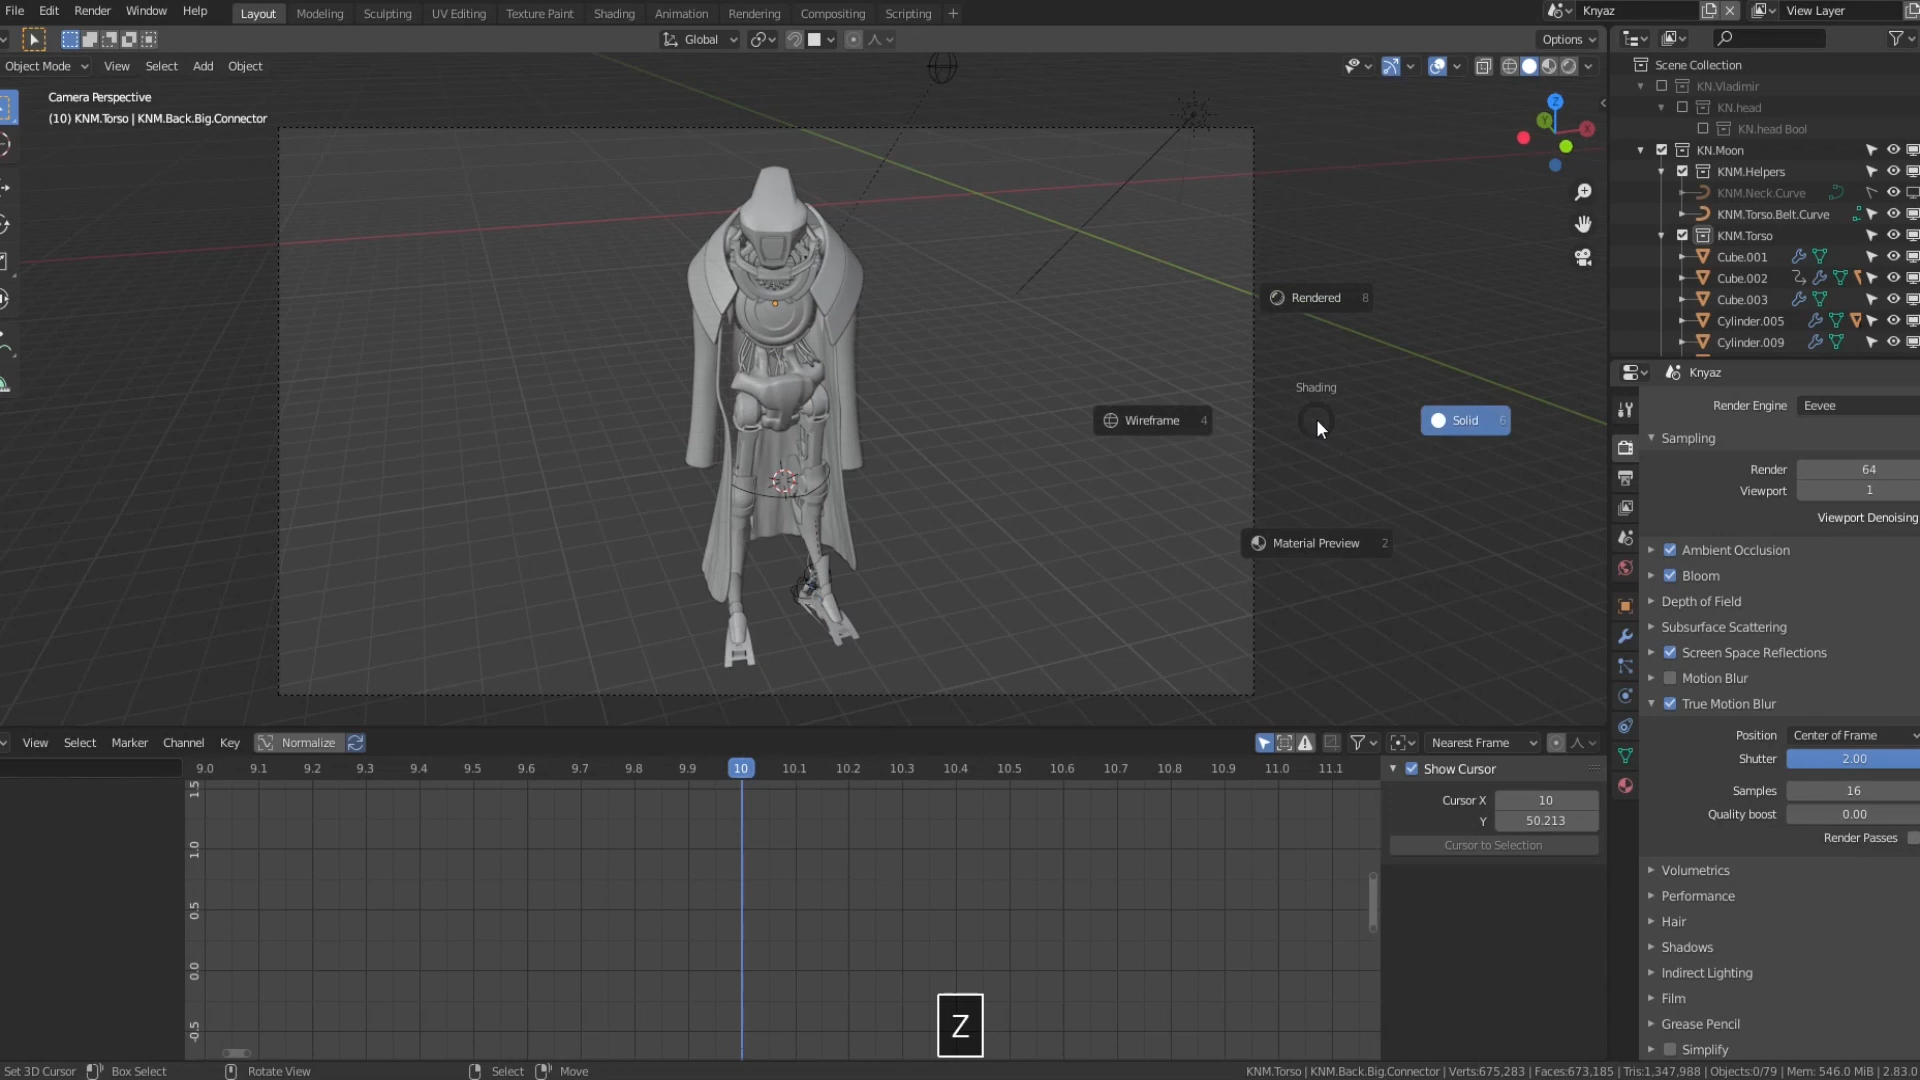 File Edit Render Window Help Layout Modeling Sculpting UV Editing Texture Paint Shading Animation Rendering Compositing Scripting + Knyaz View Layer
Global Options
Object Mode View Select Add Object
Camera Perspective
(10) KNM.Torso | KNM.Back.Big.Connector
Z
Y
X
Shading
Rendered 8
Wireframe 4
Solid 6
Material Preview 2
Scene Collection
KN.Vladimir
KN.head
KN.head Bool
KN.Moon
KNM.Helpers
KNM.Neck.Curve
KNM.Torso.Belt.Curve
KNM.Torso
Cube.001
Cube.002
Cube.003
Cylinder.005
Cylinder.009
Knyaz
Render Engine Eevee
Sampling
Render 64
Viewport 1
Viewport Denoising
Ambient Occlusion
Bloom
Depth of Field
Subsurface Scattering
Screen Space Reflections
Motion Blur
True Motion Blur
Position Center of Frame
Shutter 2.00
Samples 16
Quality boost 0.00
Render Passes
Volumetrics
Performance
Hair
Shadows
Indirect Lighting
Film
Grease Pencil
Simplify
View Select Marker Channel Key Normalize Nearest Frame
9.0 9.1 9.2 9.3 9.4 9.5 9.6 9.7 9.8 9.9 10 10.1 10.2 10.3 10.4 10.5 10.6 10.7 10.8 10.9 11.0 11.1
1.5
1.0
0.5
0.0
-0.5
Show Cursor
Cursor X 10
Y 50.213
Cursor to Selection
Z
Set 3D Cursor Box Select Rotate View Select Move KNM.Torso | KNM.Back.Big.Connector | Verts:675,283 | Faces:673,185 | Tris:1,347,988 | Objects:0/79 | Mem: 546.0 MiB | 2.83.0